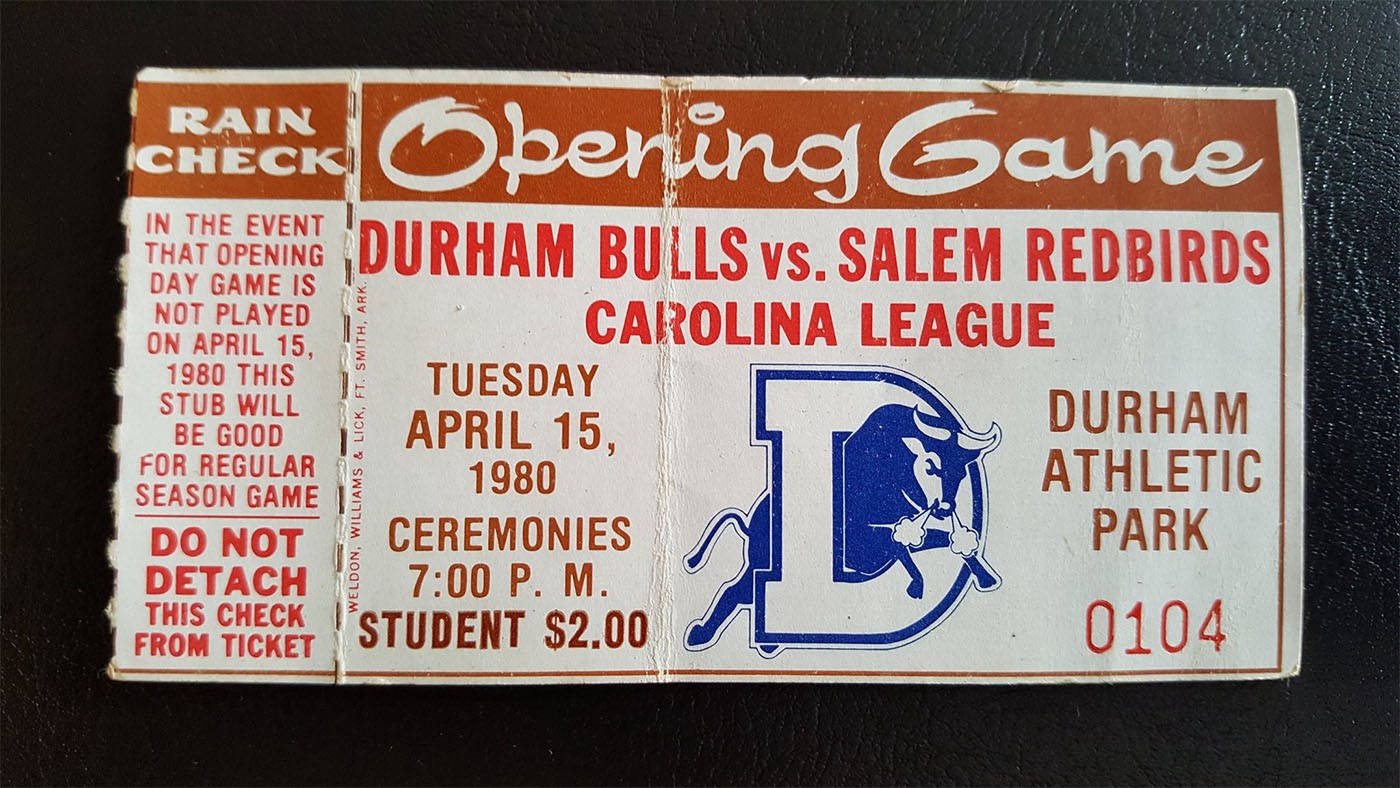 RAIN
CHECK
IN THE EVENT
THAT OPENING
DAY GAME IS
NOT PLAYED
ON APRIL 15,
1980 THIS
STUB WILL
BE GOOD
FOR REGULAR
SEASON GAME
DO NOT
DETACH
THIS CHECK
FROM TICKET
WELDON, WILLIAMS & LICK, FT. SMITH, ARK.
Opening Game
DURHAM BULLS vs. SALEM REDBIRDS
CAROLINA LEAGUE
TUESDAY
APRIL 15,
1980
CEREMONIES
7:00 P. M.
STUDENT $2.00
D
DURHAM
ATHLETIC
PARK
0104